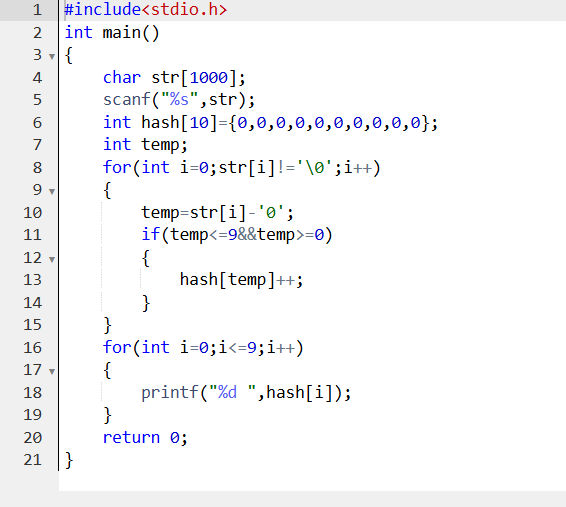 1 #include<stdio.h>
2 int main()
3 {
4 char str[1000];
5 scanf("%s",str);
6 int hash[10]={0,0,0,0,0,0,0,0,0,0};
7 int temp;
8 for(int i=0;str[i]!='\0';i++)
9 {
10 temp=str[i]-'0';
11 if(temp<=9&&temp>=0)
12 {
13 hash[temp]++;
14 }
15 }
16 for(int i=0;i<=9;i++)
17 {
18 printf("%d ",hash[i]);
19 }
20 return 0;
21 }